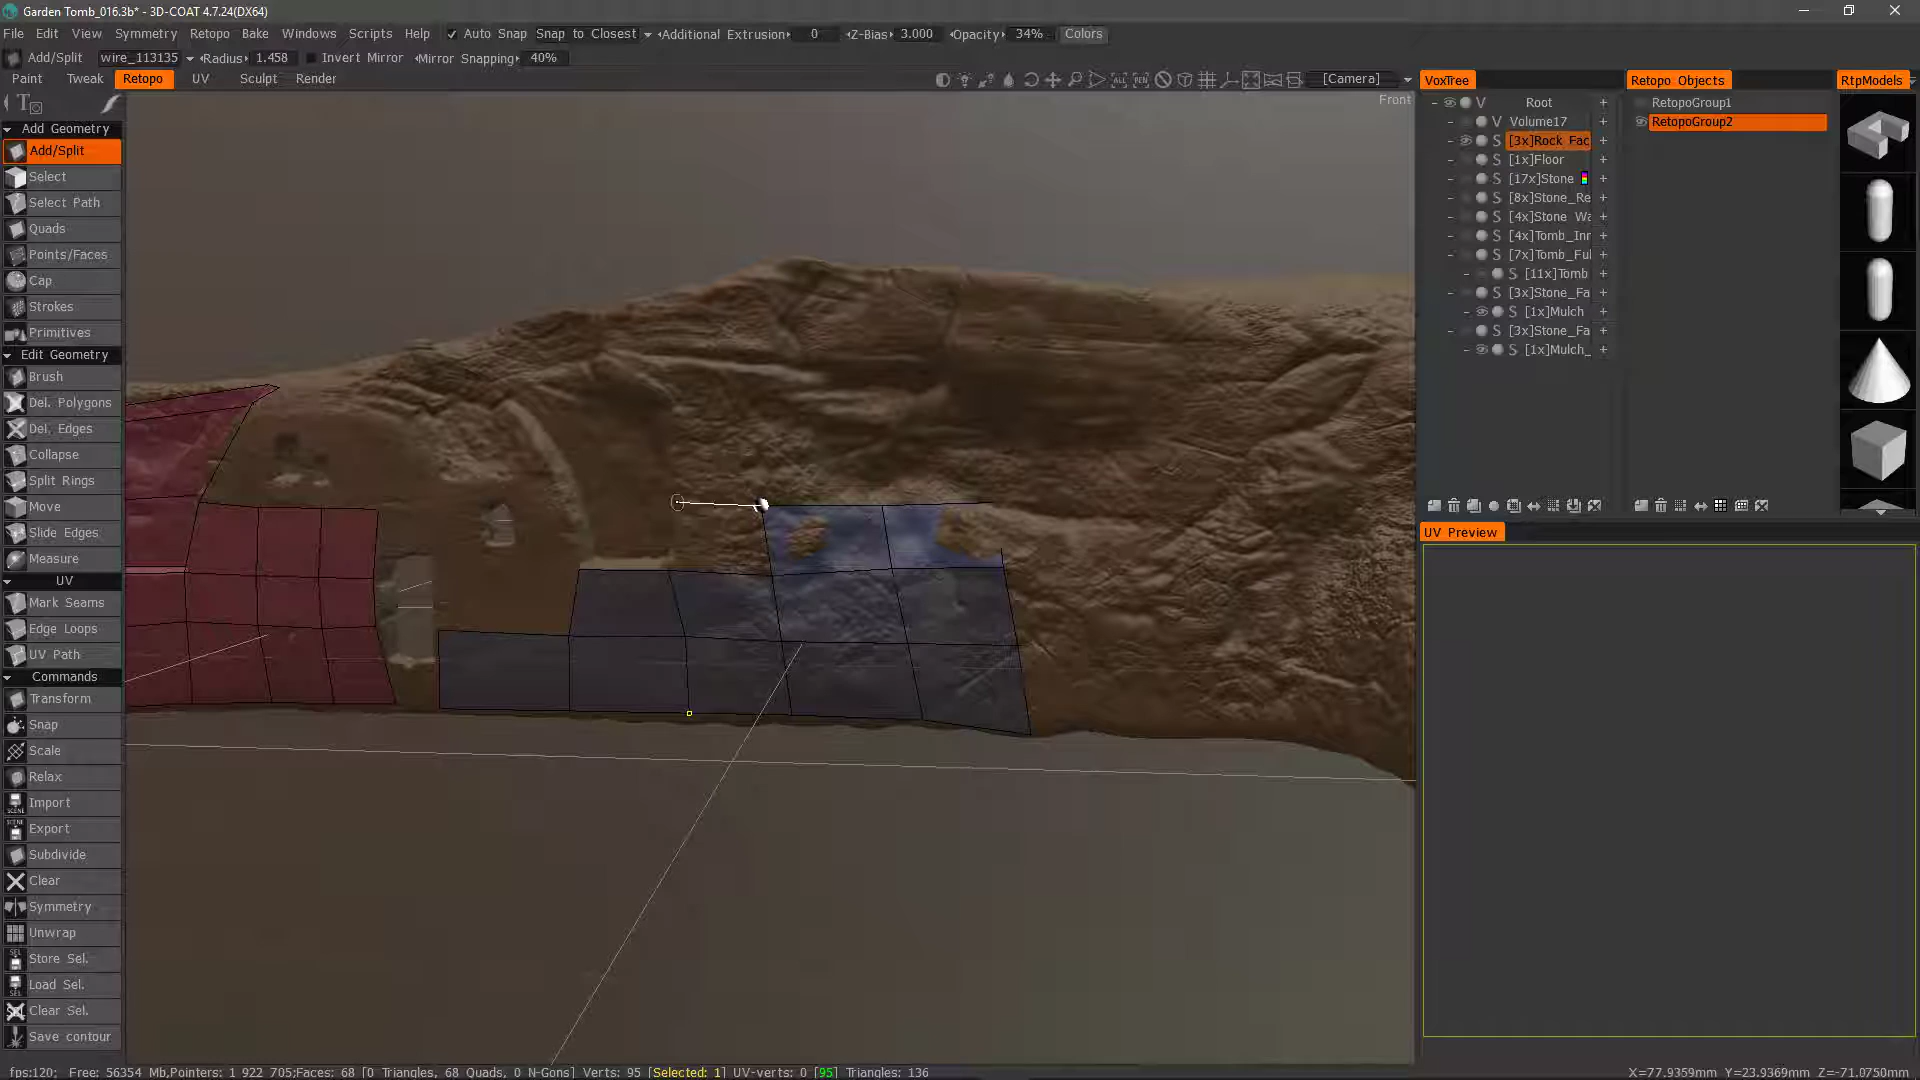 Garden Tomb_016.3b* - 3D-COAT 4.7.24(DX64)
File Edit View Symmetry Retopo Bake Windows Scripts Help Auto Snap Snap to Closest Additional Extrusion 0 Z-Bias 3.000 Opacity 34% Colors
Add/Split wire_113135 Radius 1.458 Invert Mirror Mirror Snapping 40%
Paint Tweak Retopo UV Sculpt Render [Camera]
Front
Add Geometry
Add/Split
Select
Select Path
Quads
Points/Faces
Cap
Strokes
Primitives
Edit Geometry
Brush
Del. Polygons
Del. Edges
Collapse
Split Rings
Move
Slide Edges
Measure
UV
Mark Seams
Edge Loops
UV Path
Commands
Transform
Snap
Scale
Relax
Import
Export
Subdivide
Clear
Symmetry
Unwrap
Store Sel.
Load Sel.
Clear Sel.
Save contour
VoxTree
V Root +
V Volume17 +
S [3x]Rock Fac +
S [1x]Floor +
S [17x]Stone +
S [8x]Stone_Re +
S [4x]Stone Wa +
S [4x]Tomb_Inr +
S [7x]Tomb_Ful +
S [11x]Tomb +
S [3x]Stone_Fa +
S [1x]Mulch +
S [3x]Stone_Fa +
S [1x]Mulch_ +
Retopo Objects
RetopoGroup1
RetopoGroup2
RtpModels
UV Preview
fps:120; Free: 56354 Mb,Pointers: 1 922 705;Faces: 68 [0 Triangles, 68 Quads, 0 N-Gons] Verts: 95 [Selected: 1] UV-verts: 0 [95] Triangles: 136
X=77.9359mm Y=23.9369mm Z=-71.0750mm